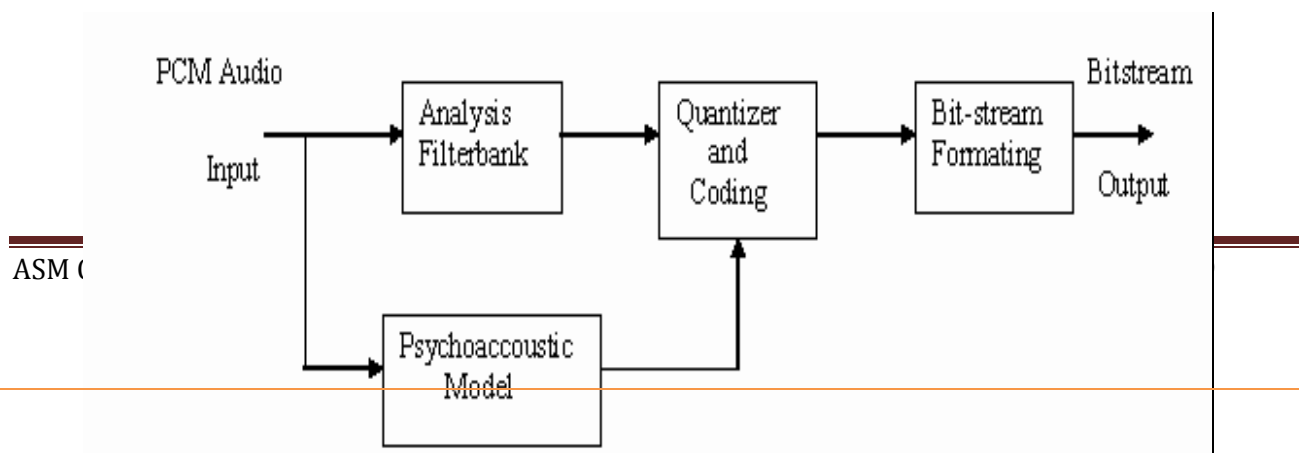 PCM Audio
Input
Analysis
Filterbank
Quantizer
and
Coding
Bit-stream
Formating
Bitstream
Output
ASM
Psychoaccoustic
Model